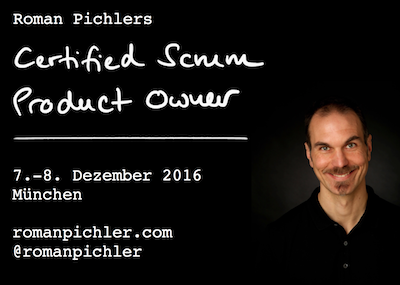 Roman Pichlers
Certified Scrum
Product Owner
7.-8. Dezember 2016
München
romanpichler.com
@romanpichler